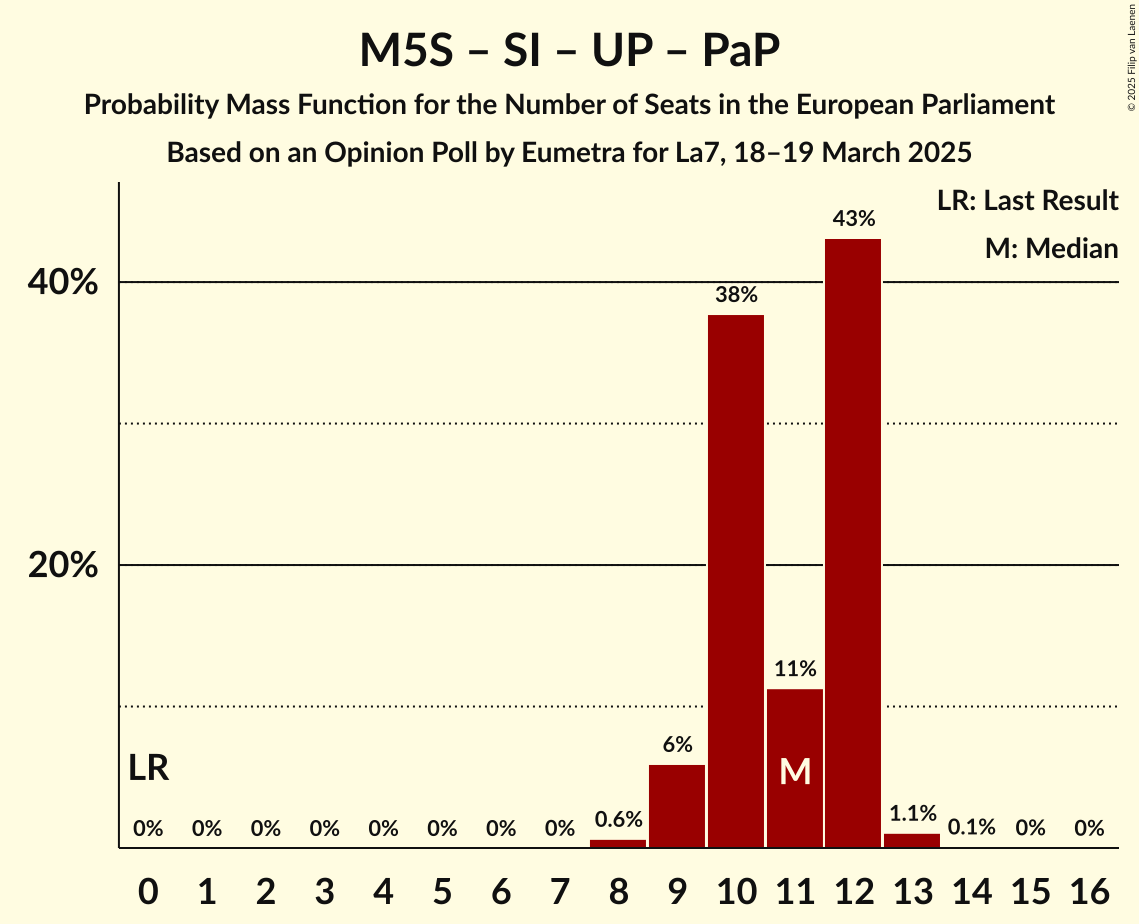 M5S – SI – UP – PaP
Probability Mass Function for the Number of Seats in the European Parliament
Based on an Opinion Poll by Eumetra for La7, 18–19 March 2025
© 2025 Filip van Laenen
LR: Last Result
M: Median
43%
40%
38%
20%
11%
6%
LR
M
0% 0% 0% 0% 0% 0% 0% 0% 0.6% 1.1% 0.1% 0% 0%
0 1 2 3 4 5 6 7 8 9 10 11 12 13 14 15 16